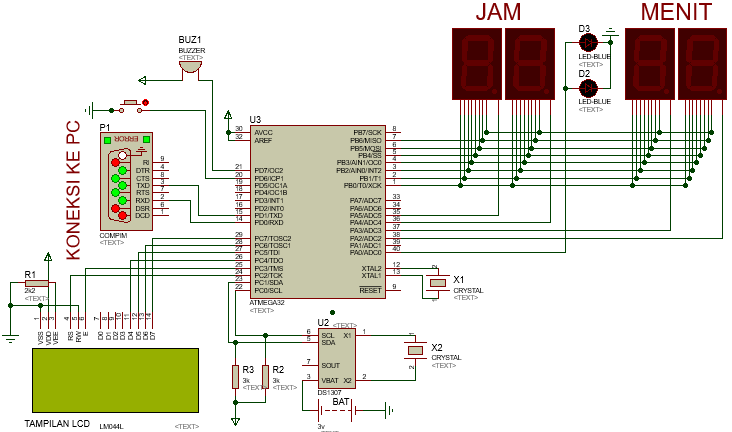 JAM
MENIT
BUZ1
BUZZER
<TEXT>
D3
LED-BLUE
<TEXT>
D2
LED-BLUE
<TEXT>
KONEKSI KE PC
P1
ERROR
RI 9
DTR 4
CTS 8
TXD 3
RTS 7
RXD 2
DSR 6
DCD 1
COMPIM
<TEXT>
U3
30 AVCC
32 AREF
21 PD7/OC2
20 PD6/ICP1
19 PD5/OC1A
18 PD4/OC1B
17 PD3/INT1
16 PD2/INT0
15 PD1/TXD
14 PD0/RXD
29 PC7/TOSC2
28 PC6/TOSC1
27 PC5/TDI
26 PC4/TDO
25 PC3/TMS
24 PC2/TCK
23 PC1/SDA
22 PC0/SCL
PB7/SCK 8
PB6/MISO 7
PB5/MOSI 6
PB4/SS 5
PB3/AIN1/OC0 4
PB2/AIN0/INT2 3
PB1/T1 2
PB0/T0/XCK 1
PA7/ADC7 33
PA6/ADC6 34
PA5/ADC5 35
PA4/ADC4 36
PA3/ADC3 37
PA2/ADC2 38
PA1/ADC1 39
PA0/ADC0 40
XTAL2 12
XTAL1 13
RESET 9
ATMEGA32
<TEXT>
X1
CRYSTAL
<TEXT>
2
1
R1
2k2
<TEXT>
1 2 3 4 5 6 7 8 9 10 11 12 13 14
VSS VDD VEE RS RW E D0 D1 D2 D3 D4 D5 D6 D7
TAMPILAN LCD
LM044L
<TEXT>
R3
3k
<TEXT>
R2
3k
<TEXT>
U2
<TEXT>
6 SCL X1 1
5 SDA
7 SOUT
3 VBAT X2 2
DS1307
X2
CRYSTAL
<TEXT>
1
2
BAT
3v
<TEXT>